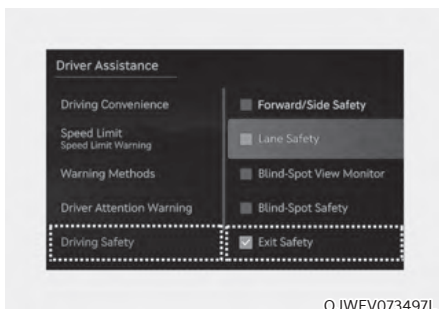 Driver Assistance
Driving Convenience
Speed Limit
Speed Limit Warning
Warning Methods
Driver Attention Warning
Driving Safety
Forward/Side Safety
Lane Safety
Blind-Spot View Monitor
Blind-Spot Safety
Exit Safety
OJWEV073497L